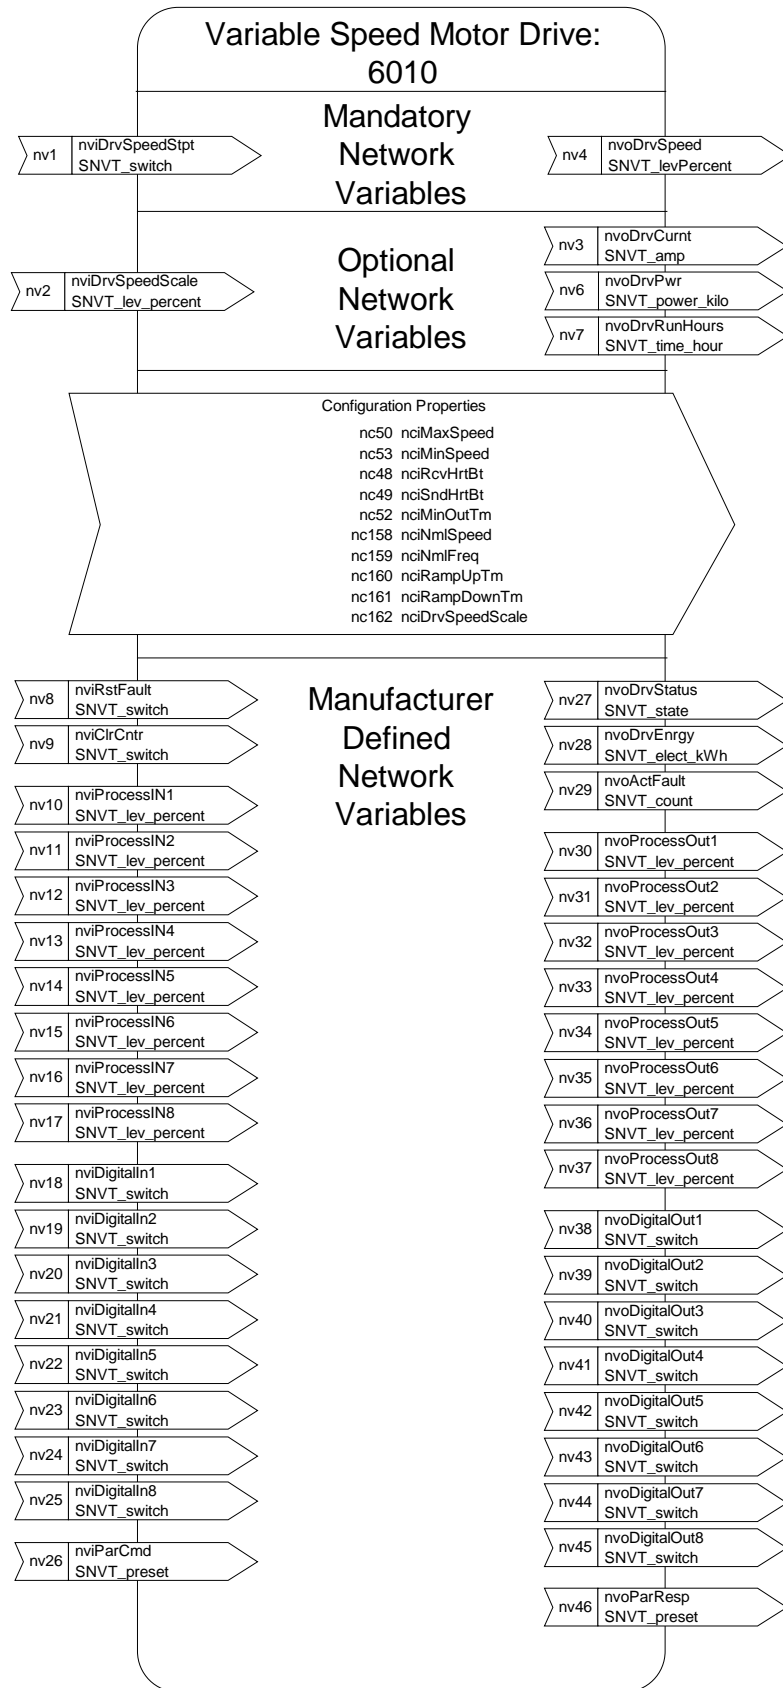 Variable Speed Motor Drive:
6010
Mandatory
Network
Variables
nv1
nviDrvSpeedStpt
SNVT_switch
nv4
nvoDrvSpeed
SNVT_levPercent
Optional
Network
Variables
nv2
nviDrvSpeedScale
SNVT_lev_percent
nv3
nvoDrvCurnt
SNVT_amp
nv6
nvoDrvPwr
SNVT_power_kilo
nv7
nvoDrvRunHours
SNVT_time_hour
Configuration Properties
nc50 nciMaxSpeed
nc53 nciMinSpeed
nc48 nciRcvHrtBt
nc49 nciSndHrtBt
nc52 nciMinOutTm
nc158 nciNmlSpeed
nc159 nciNmlFreq
nc160 nciRampUpTm
nc161 nciRampDownTm
nc162 nciDrvSpeedScale
Manufacturer
Defined
Network
Variables
nv8
nviRstFault
SNVT_switch
nv9
nviClrCntr
SNVT_switch
nv10
nviProcessIN1
SNVT_lev_percent
nv11
nviProcessIN2
SNVT_lev_percent
nv12
nviProcessIN3
SNVT_lev_percent
nv13
nviProcessIN4
SNVT_lev_percent
nv14
nviProcessIN5
SNVT_lev_percent
nv15
nviProcessIN6
SNVT_lev_percent
nv16
nviProcessIN7
SNVT_lev_percent
nv17
nviProcessIN8
SNVT_lev_percent
nv18
nviDigitalIn1
SNVT_switch
nv19
nviDigitalIn2
SNVT_switch
nv20
nviDigitalIn3
SNVT_switch
nv21
nviDigitalIn4
SNVT_switch
nv22
nviDigitalIn5
SNVT_switch
nv23
nviDigitalIn6
SNVT_switch
nv24
nviDigitalIn7
SNVT_switch
nv25
nviDigitalIn8
SNVT_switch
nv26
nviParCmd
SNVT_preset
nv27
nvoDrvStatus
SNVT_state
nv28
nvoDrvEnrgy
SNVT_elect_kWh
nv29
nvoActFault
SNVT_count
nv30
nvoProcessOut1
SNVT_lev_percent
nv31
nvoProcessOut2
SNVT_lev_percent
nv32
nvoProcessOut3
SNVT_lev_percent
nv33
nvoProcessOut4
SNVT_lev_percent
nv34
nvoProcessOut5
SNVT_lev_percent
nv35
nvoProcessOut6
SNVT_lev_percent
nv36
nvoProcessOut7
SNVT_lev_percent
nv37
nvoProcessOut8
SNVT_lev_percent
nv38
nvoDigitalOut1
SNVT_switch
nv39
nvoDigitalOut2
SNVT_switch
nv40
nvoDigitalOut3
SNVT_switch
nv41
nvoDigitalOut4
SNVT_switch
nv42
nvoDigitalOut5
SNVT_switch
nv43
nvoDigitalOut6
SNVT_switch
nv44
nvoDigitalOut7
SNVT_switch
nv45
nvoDigitalOut8
SNVT_switch
nv46
nvoParResp
SNVT_preset